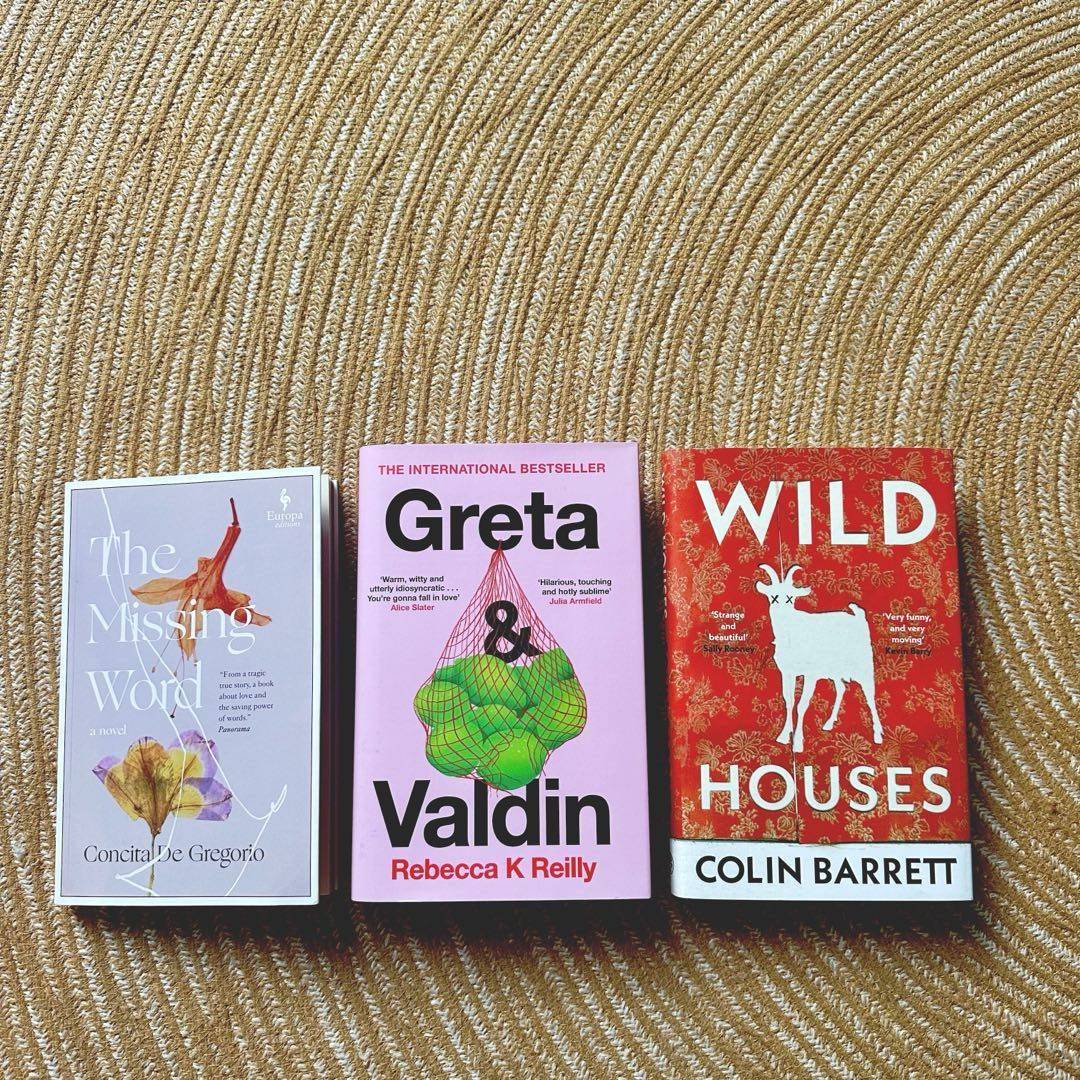 Europa
editions
The
Missing
Word
a novel
"From a tragic
true story, a book
about love and
the saving power
of words."
Panorama
Concita De Gregorio
THE INTERNATIONAL BESTSELLER
Greta
'Warm, witty and
utterly idiosyncratic . . .
You're gonna fall in love'
Alice Slater
'Hilarious, touching
and hotly sublime'
Julia Armfield
&
Valdin
Rebecca K Reilly
WILD
'Strange
and
beautiful'
Sally Rooney
'Very funny,
and very
moving'
Kevin Barry
HOUSES
COLIN BARRETT